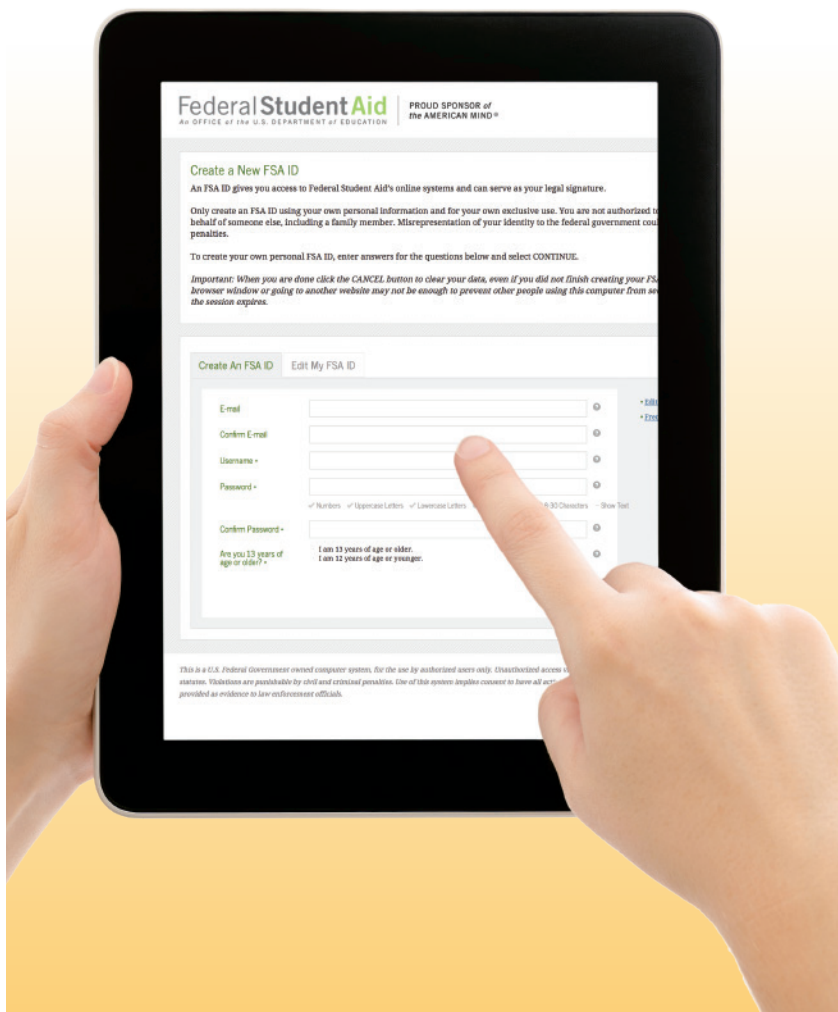 Federal Student Aid
An OFFICE of the U.S. DEPARTMENT of EDUCATION
PROUD SPONSOR of
the AMERICAN MIND®
Create a New FSA ID
An FSA ID gives you access to Federal Student Aid's online systems and can serve as your legal signature.
Only create an FSA ID using your own personal information and for your own exclusive use. You are not authorized to
behalf of someone else, including a family member. Misrepresentation of your identity to the federal government
penalties.
To create your own personal FSA ID, enter answers for the questions below and select CONTINUE.
Important: When you are done click the CANCEL button to clear your data, even if you did not finish creating your
browser window or going to another website may not be enough to prevent other people using this computer from
the session expires.
Create An FSA ID
Edit My FSA ID
E-mail
Confirm E-mail
Username •
Password •
✓ Numbers ✓ Uppercase Letters ✓ Lowercase Letters 8-30 Characters - Show Text
Confirm Password •
Are you 13 years of
age or older? •
I am 13 years of age or older.
I am 12 years of age or younger.
This is a U.S. Federal Government owned computer system, for the use by authorized users only. Unauthorized access
statutes. Violations are punishable by civil and criminal penalties. Use of this system implies consent to have all
provided as evidence to law enforcement officials.